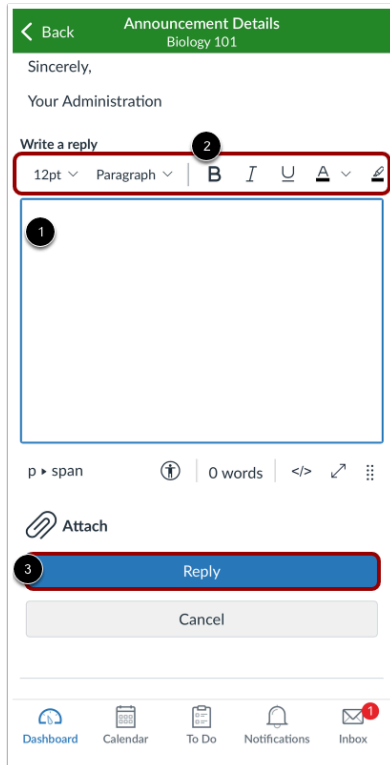 Back
Announcement Details
Biology 101
Sincerely,
Your Administration
Write a reply
2
12pt Paragraph B I U A
1
p ▸ span 0 words </>
Attach
3
Reply
Cancel
1
Dashboard Calendar To Do Notifications Inbox